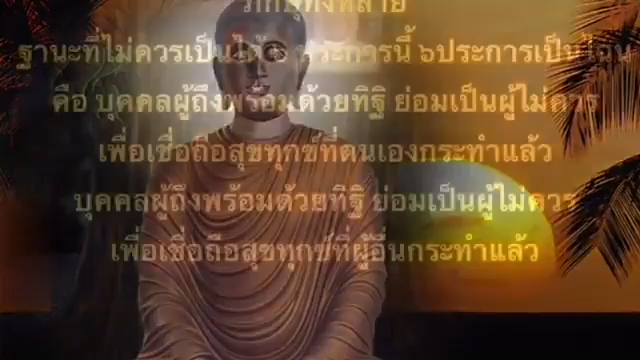 ภิกษุทั้งหลาย
ฐานะที่ไม่ควรเป็นได้ ประการนี้ ๖ประการเป็นไฉน
คือ บุคคลผู้ถึงพร้อมด้วยทิฐิ ย่อมเป็นผู้ไม่ควร
เพื่อเชื่อถือสุขทุกข์ที่ตนเองกระทำแล้ว
บุคคลผู้ถึงพร้อมด้วยทิฐิ ย่อมเป็นผู้ไม่ควร
เพื่อเชื่อถือสุขทุกข์ที่ผู้อื่นกระทำแล้ว